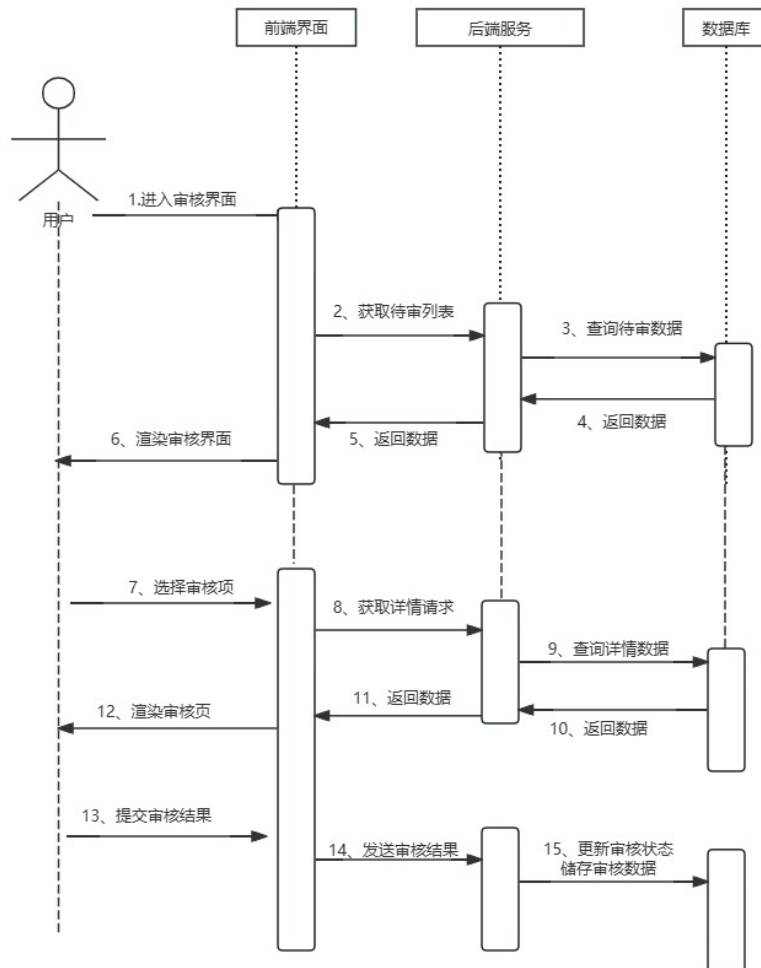 前端界面
后端服务
数据库
用户
1.进入审核界面
2、获取待审列表
3、查询待审数据
4、返回数据
5、返回数据
6、渲染审核界面
7、选择审核项
8、获取详情请求
9、查询详情数据
10、返回数据
11、返回数据
12、渲染审核页
13、提交审核结果
14、发送审核结果
15、更新审核状态
储存审核数据